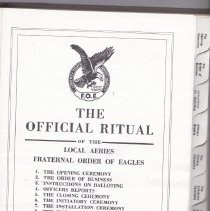 F.O.E.
THE
OFFICIAL RITUAL
OF THE
LOCAL AERIES
FRATERNAL ORDER OF EAGLES
1. THE OPENING CEREMONY
2. THE ORDER OF BUSINESS
3. INSTRUCTIONS ON BALLOTING
4. OFFICERS REPORTS
5. THE CLOSING CEREMONY
6. THE INITIATORY CEREMONY
7. THE INSTALLATION CEREMONY